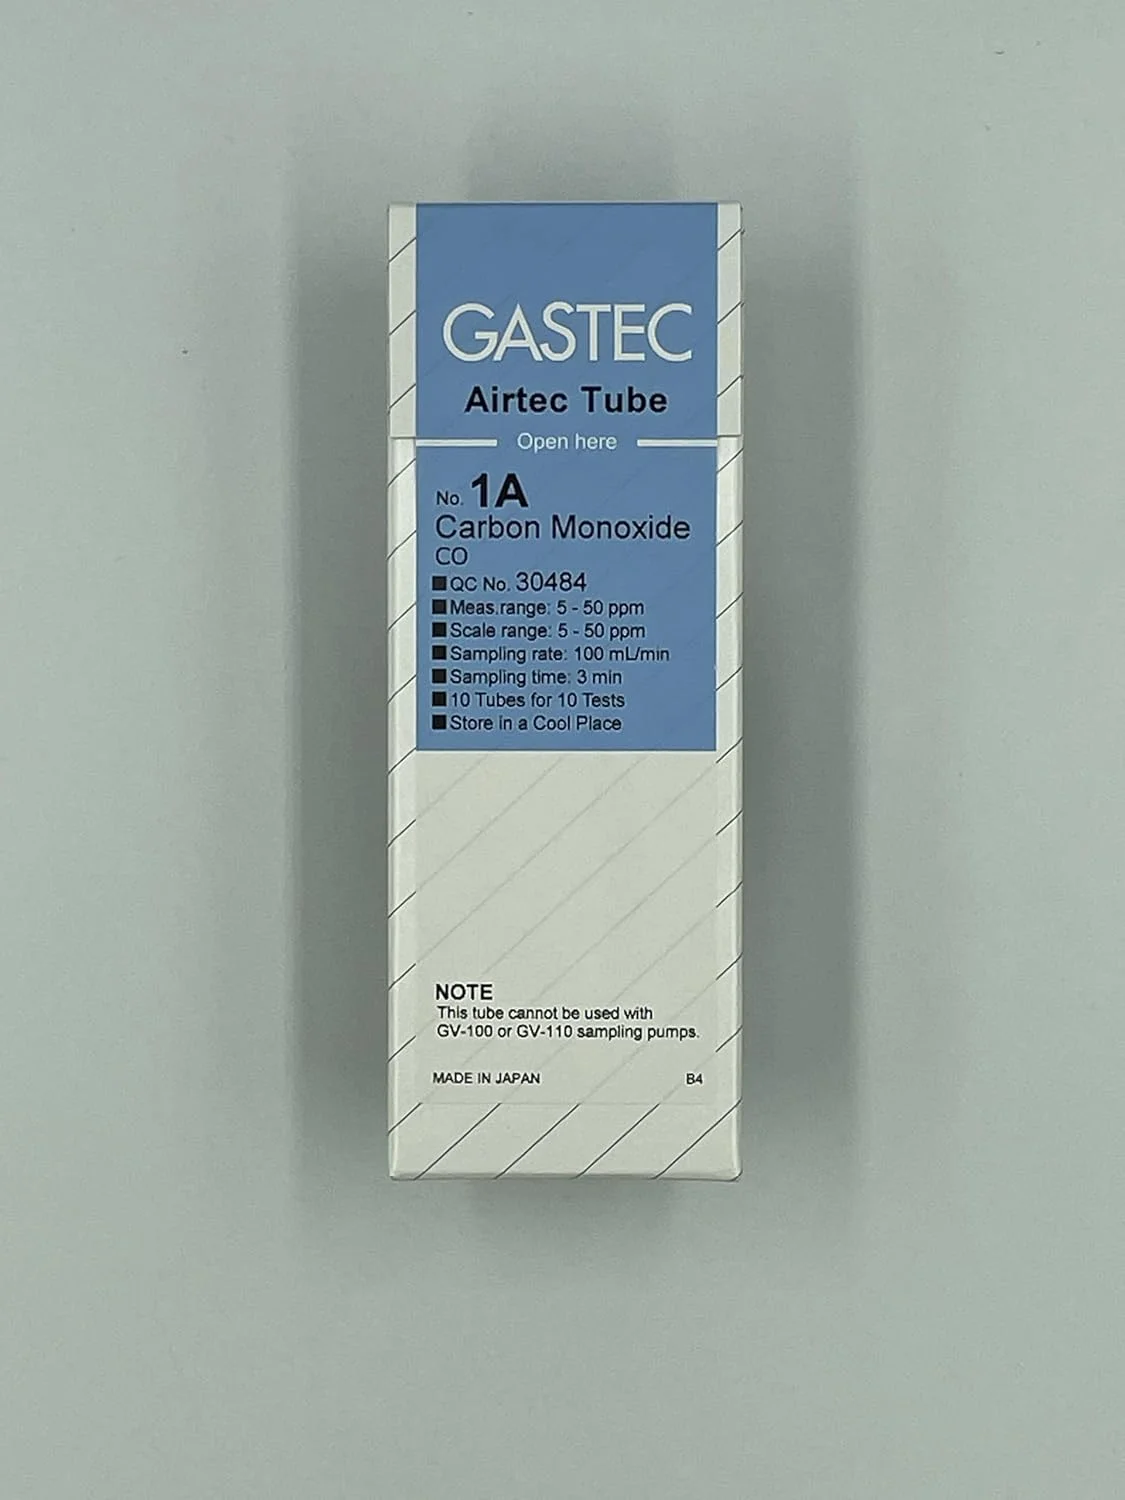 GASTEC
Airtec Tube
Open here
No. 1A
Carbon Monoxide
CO
■QC No. 30484
■Meas.range: 5 - 50 ppm
■Scale range: 5 - 50 ppm
■Sampling rate: 100 mL/min
■Sampling time: 3 min
■10 Tubes for 10 Tests
■Store in a Cool Place
NOTE
This tube cannot be used with
GV-100 or GV-110 sampling pumps.
MADE IN JAPAN B4